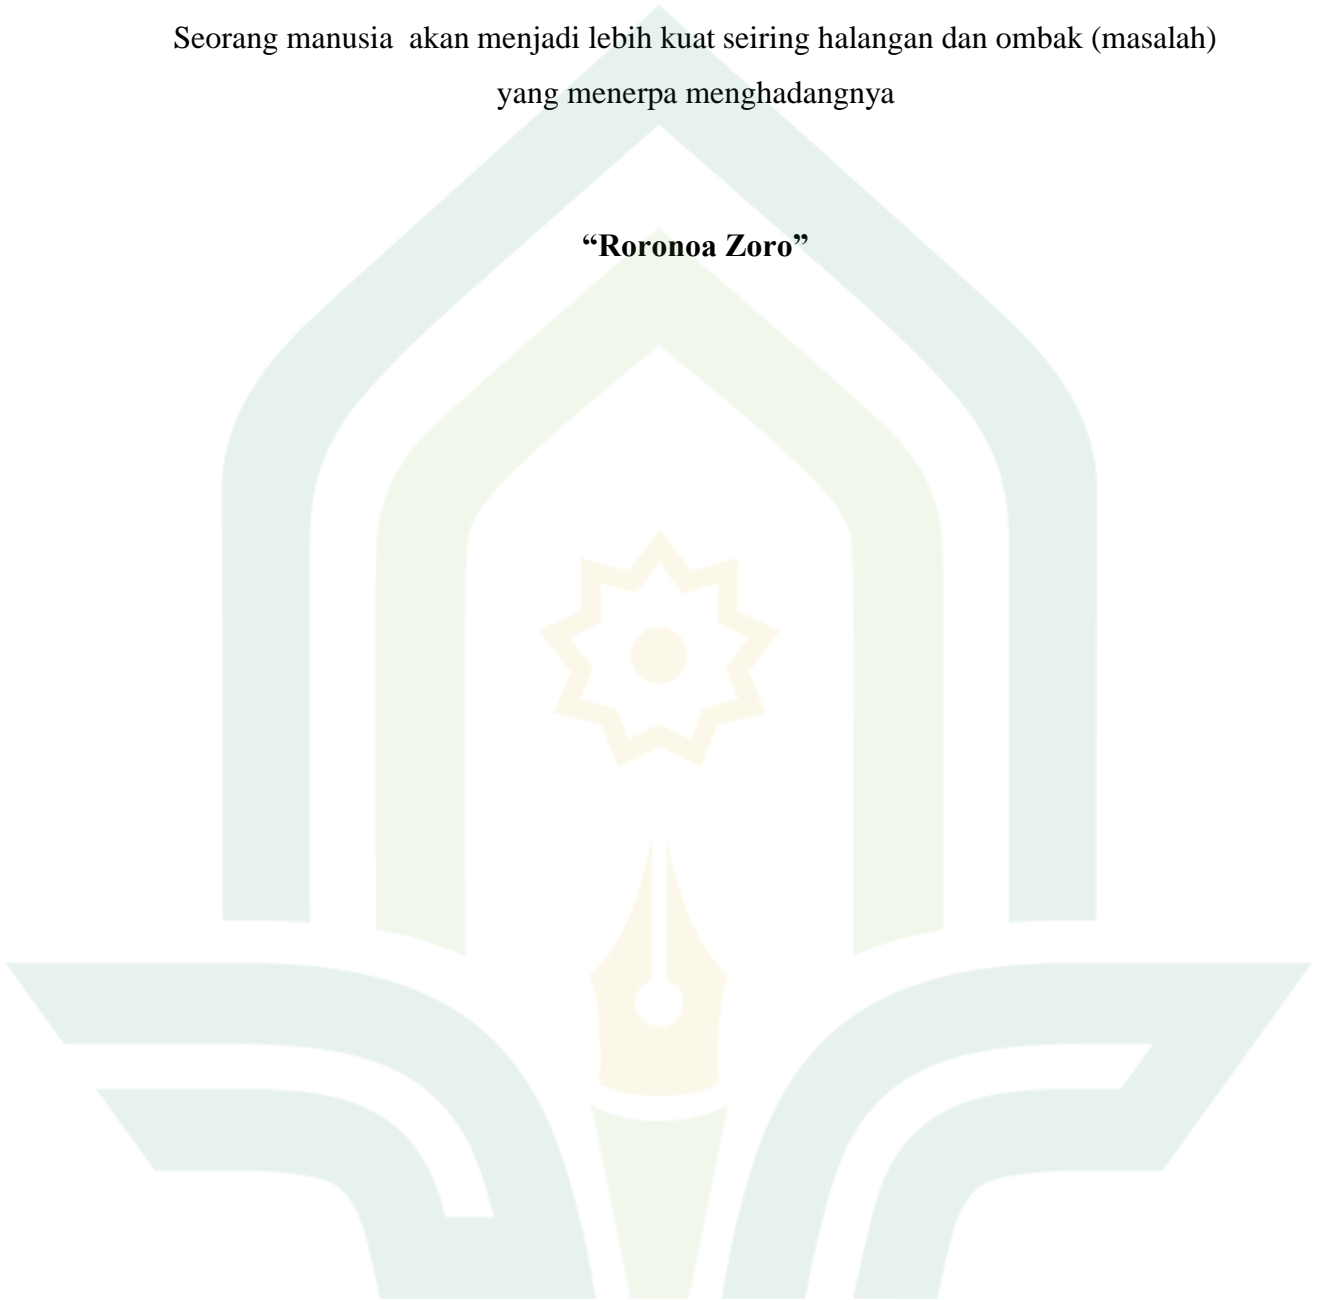 Seorang manusia  akan menjadi lebih kuat seiring halangan dan ombak (masalah)
yang menerpa menghadangnya
“Roronoa Zoro”